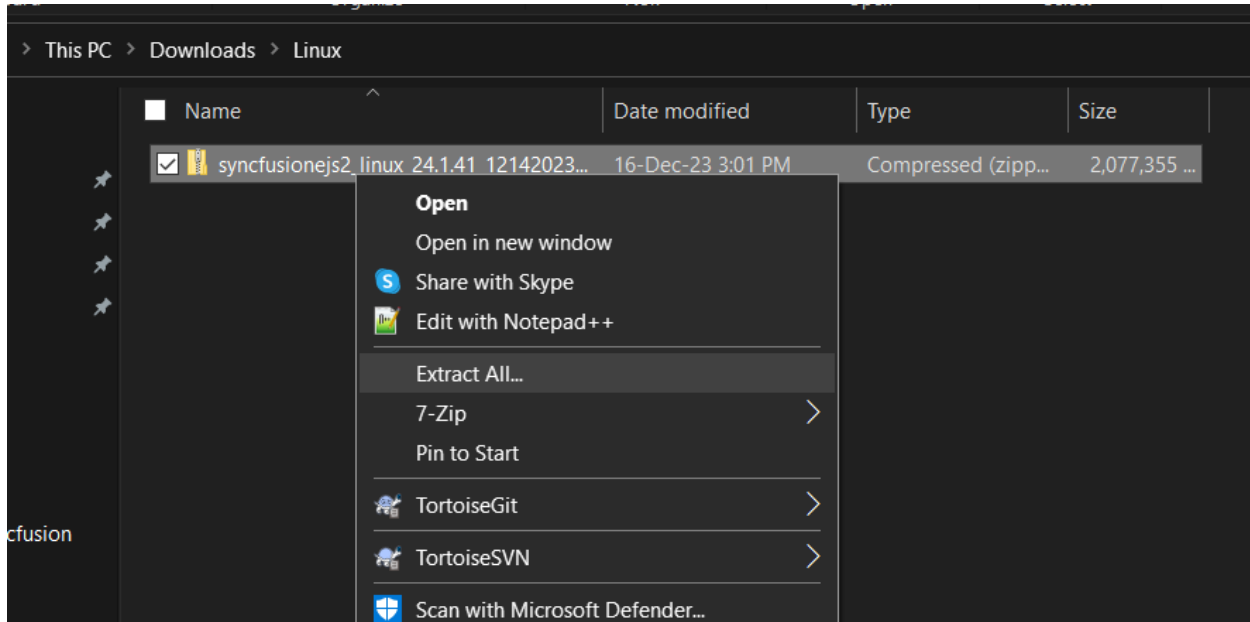 This PC > Downloads > Linux
Name Date modified Type Size
syncfusionejs2_linux_24.1.41_12142023... 16-Dec-23 3:01 PM Compressed (zipp... 2,077,355 ...
Open
Open in new window
Share with Skype
Edit with Notepad++
Extract All...
7-Zip
Pin to Start
TortoiseGit
cfusion
TortoiseSVN
Scan with Microsoft Defender...